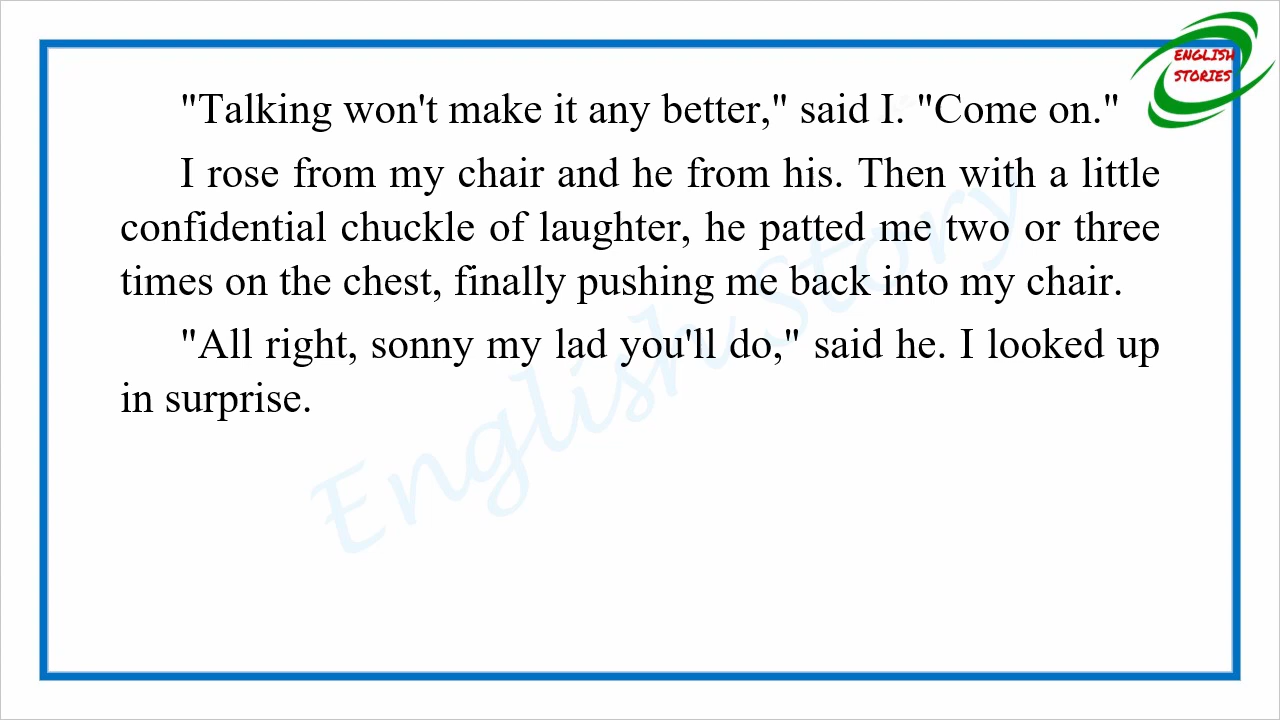 ENGLISH
STORIES
"Talking won't make it any better," said I. "Come on."
I rose from my chair and he from his. Then with a little
confidential chuckle of laughter, he patted me two or three
times on the chest, finally pushing me back into my chair.
"All right, sonny my lad you'll do," said he. I looked up
in surprise.
English Story